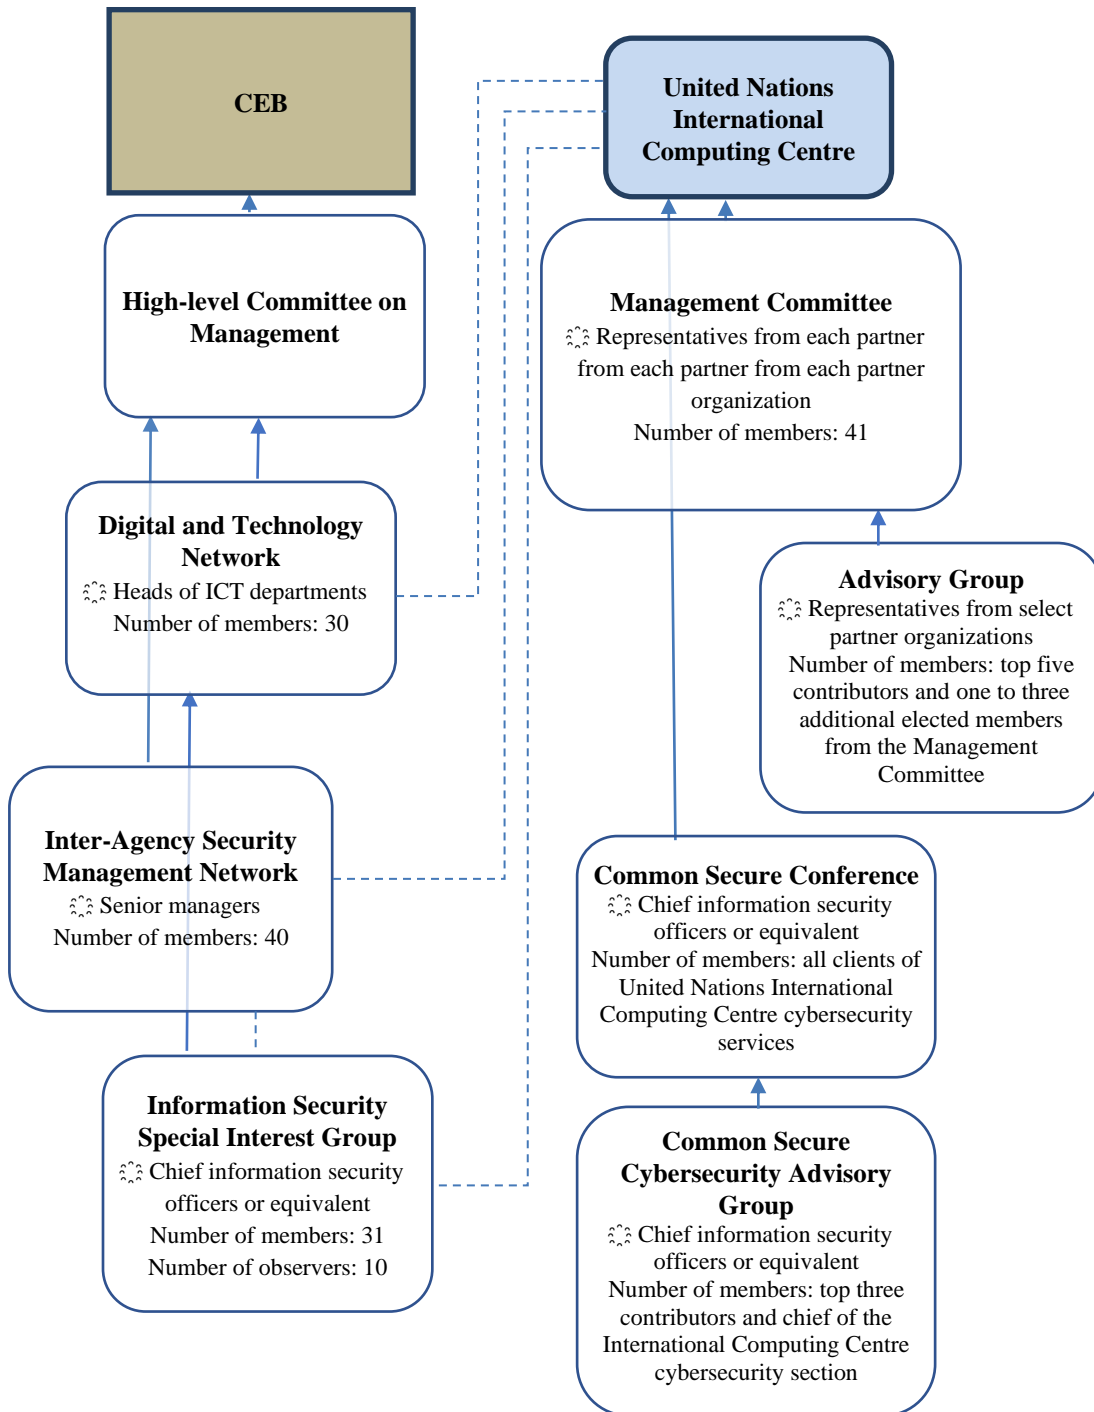 CEB
United Nations
International
Computing Centre
High-level Committee on
Management
Management Committee
Representatives from each partner
from each partner from each partner
organization
Number of members: 41
Digital and Technology
Network
Heads of ICT departments
Number of members: 30
Advisory Group
Representatives from select
partner organizations
Number of members: top five
contributors and one to three
additional elected members
from the Management
Committee
Inter-Agency Security
Management Network
Senior managers
Number of members: 40
Common Secure Conference
Chief information security
officers or equivalent
Number of members: all clients of
United Nations International
Computing Centre cybersecurity
services
Information Security
Special Interest Group
Chief information security
officers or equivalent
Number of members: 31
Number of observers: 10
Common Secure
Cybersecurity Advisory
Group
Chief information security
officers or equivalent
Number of members: top three
contributors and chief of the
International Computing Centre
cybersecurity section